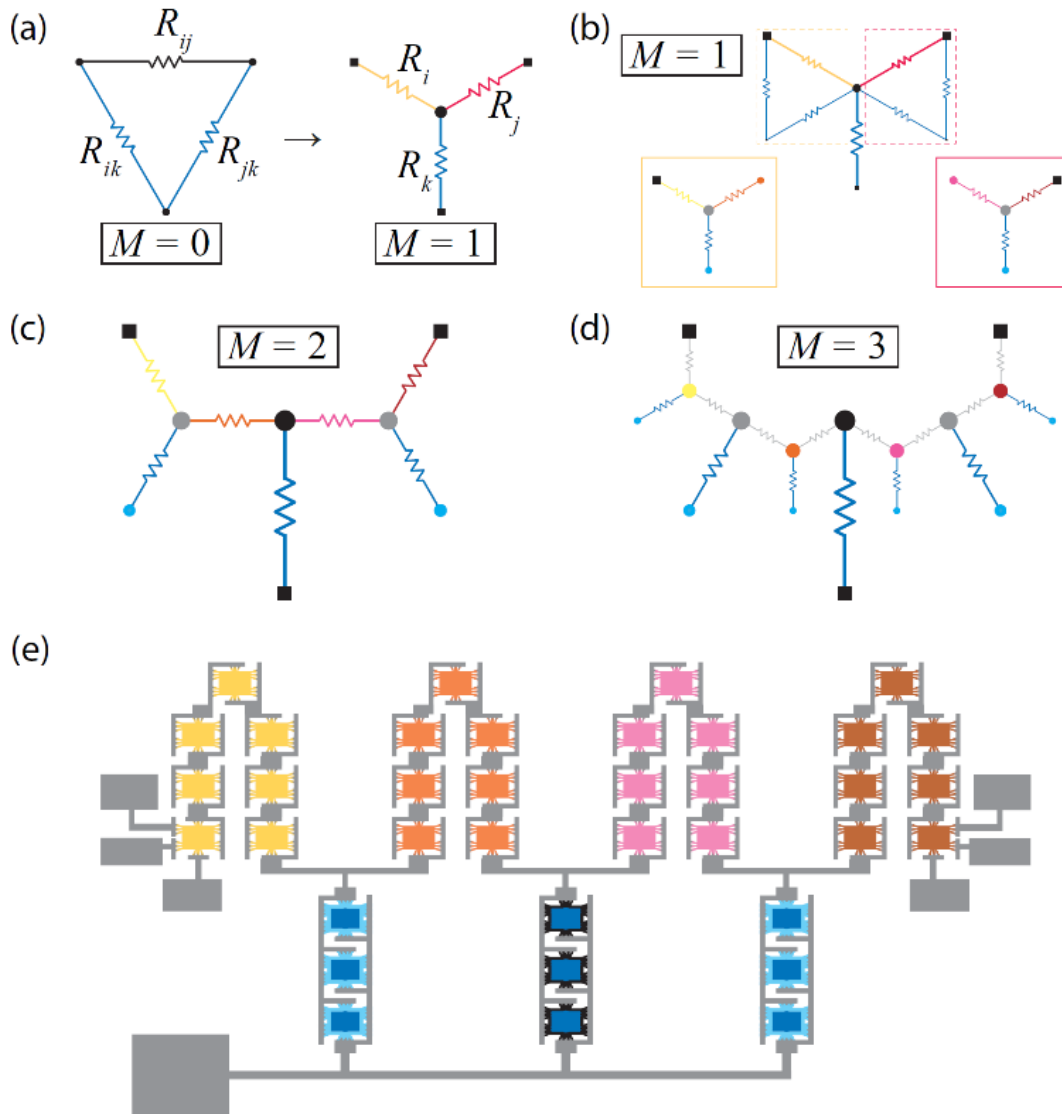 (a)
R_ij
R_ik
R_jk
→
M = 0
R_i
R_j
R_k
M = 1
(b)
M = 1
(c)
M = 2
(d)
M = 3
(e)